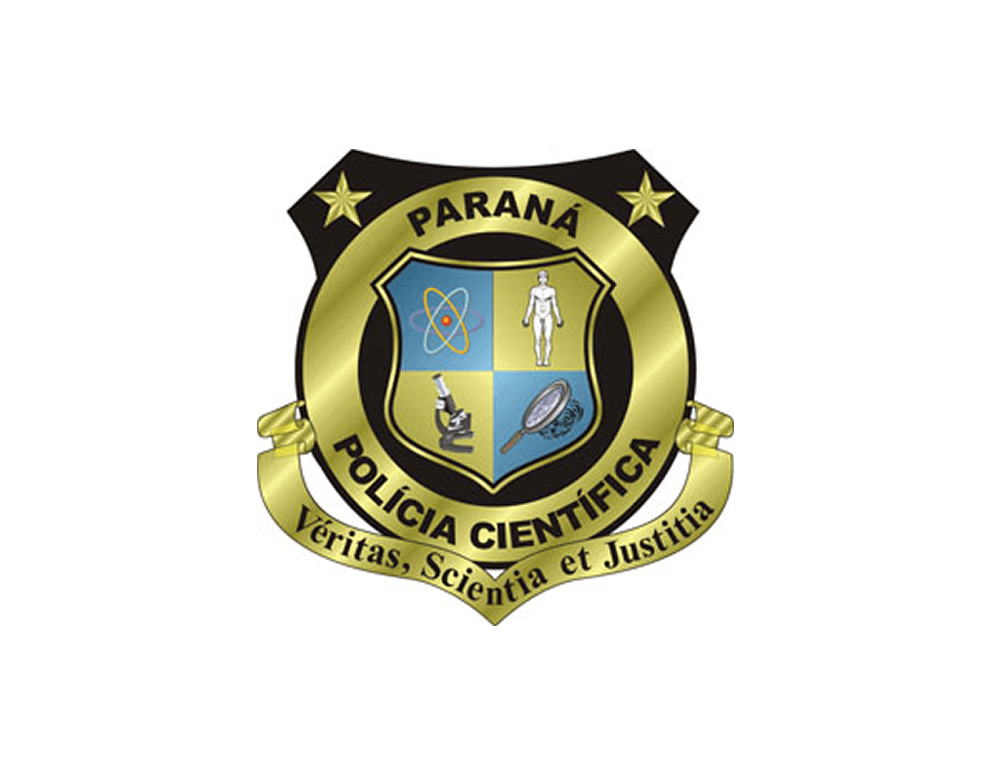 PARANÁ
POLÍCIA CIENTÍFICA
Véritas, Scientia et Justitia